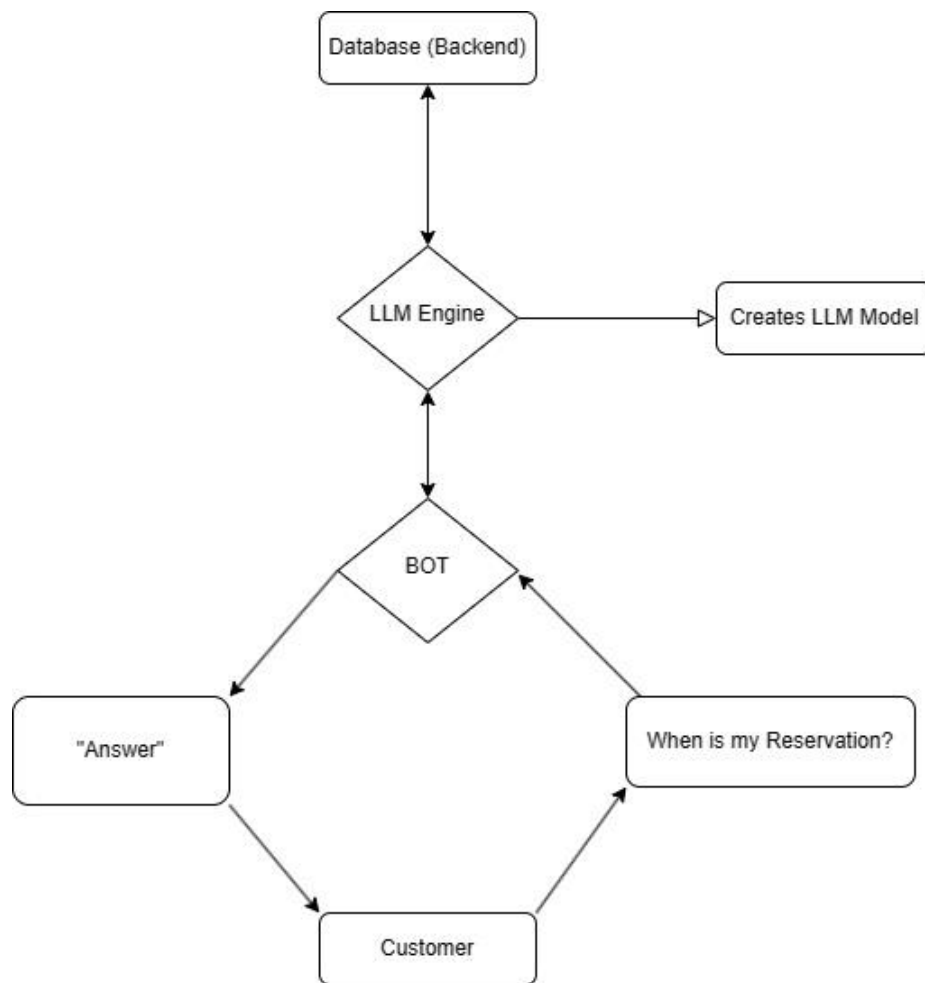 Database (Backend)
LLM Engine
Creates LLM Model
BOT
"Answer"
When is my Reservation?
Customer